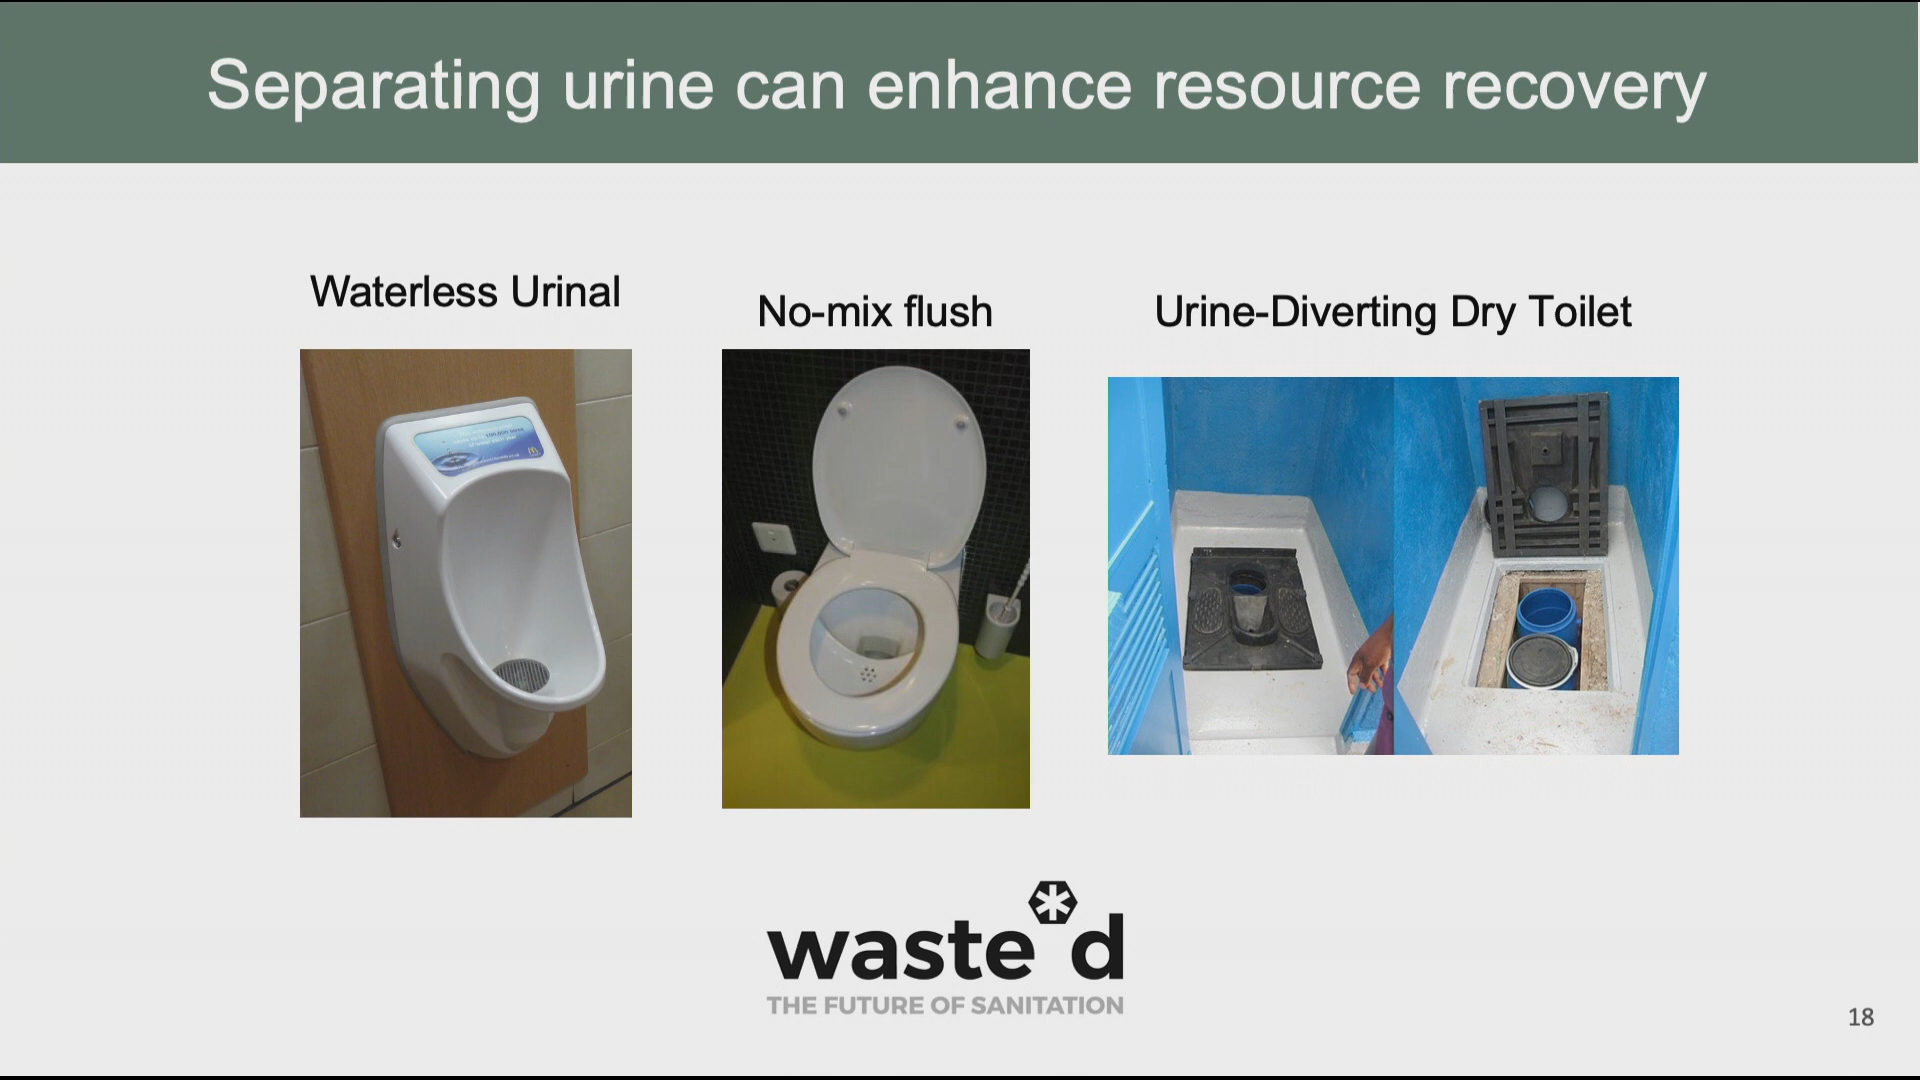 Separating urine can enhance resource recovery
Waterless Urinal
No-mix flush
Urine-Diverting Dry Toilet
waste*d
THE FUTURE OF SANITATION
18